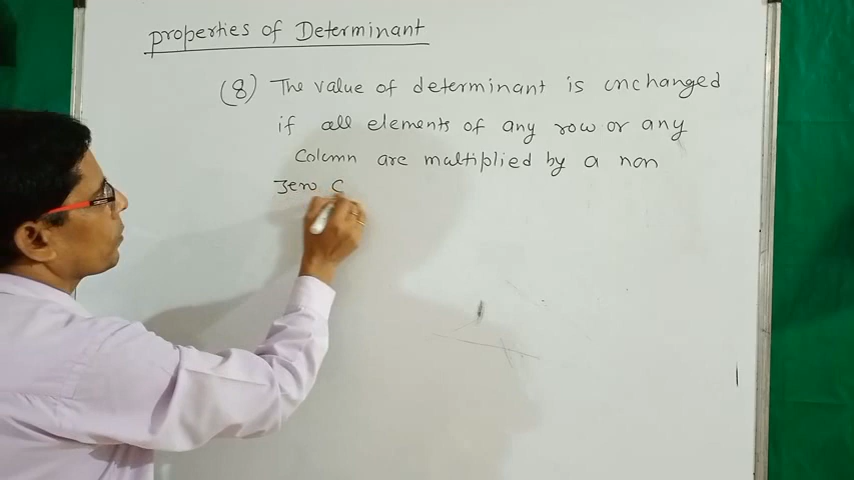 properties of Determinant
(8) The value of determinant is unchanged
if all elements of any row or any
Column are multiplied by a non
zero C